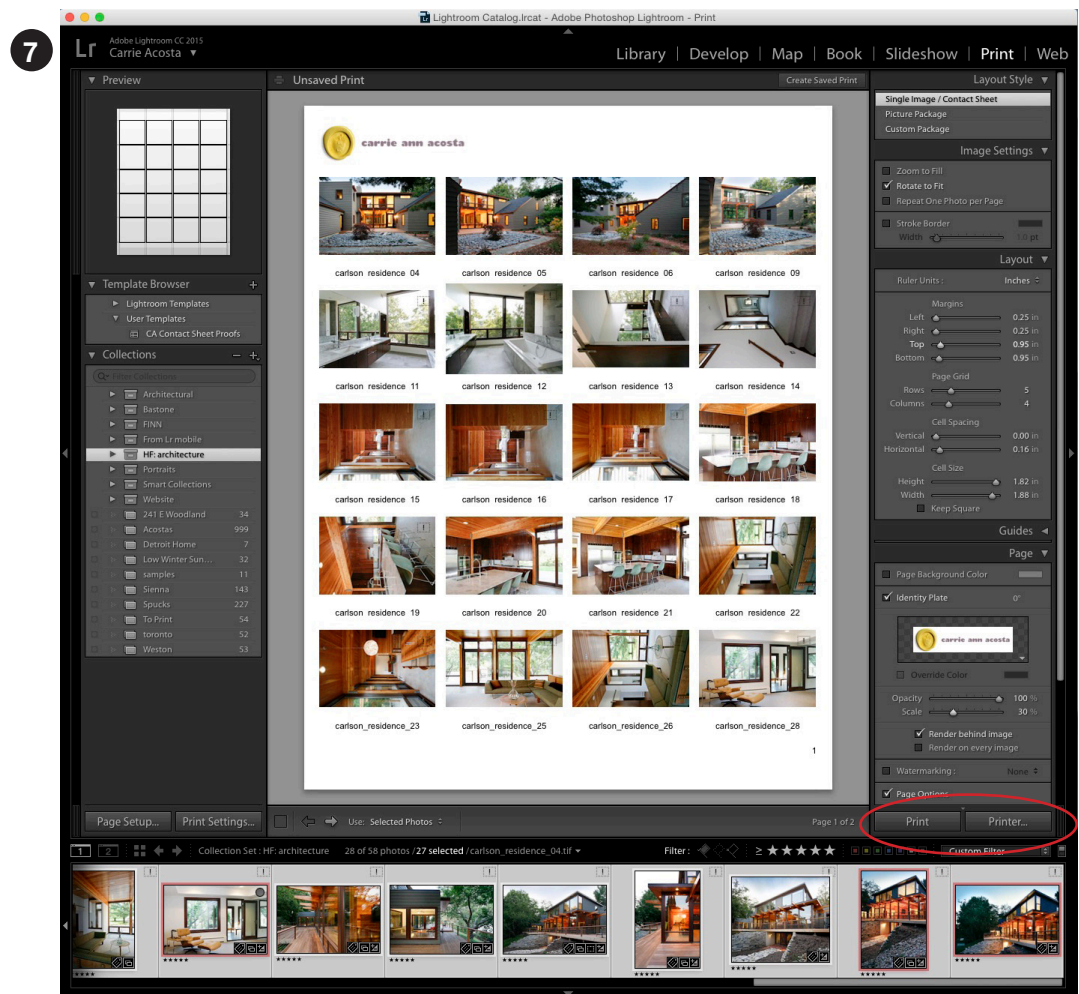 7
Lightroom Catalog.lrcat - Adobe Photoshop Lightroom - Print
Lr
Adobe Lightroom CC 2015
Carrie Acosta
Library | Develop | Map | Book | Slideshow | Print | Web
Preview
Unsaved Print
Create Saved Print
Layout Style
Single Image / Contact Sheet
Picture Package
Custom Package
Image Settings
Zoom to Fill
Rotate to Fit
Repeat One Photo per Page
Stroke Border
Width 1.0 pt
Layout
Ruler Units : Inches
Margins
Left 0.25 in
Right 0.25 in
Top 0.95 in
Bottom 0.95 in
Page Grid
Rows 5
Columns 4
Cell Spacing
Vertical 0.00 in
Horizontal 0.16 in
Cell Size
Height 1.82 in
Width 1.88 in
Keep Square
Guides
Page
Page Background Color
Identity Plate 0°
carrie ann acosta
Override Color
Opacity 100 %
Scale 30 %
Render behind image
Render on every image
Watermarking : None
Page Options
Print Printer...
Template Browser +
Lightroom Templates
User Templates
CA Contact Sheet Proofs
Collections – +
Filter Collections
Architectural
Bastone
FINN
From Lr mobile
HF: architecture
Portraits
Smart Collections
Website
241 E Woodland 34
Acostas 999
Detroit Home 7
Low Winter Sun... 32
samples 11
Sienna 143
Spucks 227
To Print 54
toronto 52
Weston 53
Page Setup... Print Settings...
carrie ann acosta
carlson_residence_04 carlson_residence_05 carlson_residence_06 carlson_residence_09
carlson_residence_11 carlson_residence_12 carlson_residence_13 carlson_residence_14
carlson_residence_15 carlson_residence_16 carlson_residence_17 carlson_residence_18
carlson_residence_19 carlson_residence_20 carlson_residence_21 carlson_residence_22
carlson_residence_23 carlson_residence_25 carlson_residence_26 carlson_residence_28
1
Use: Selected Photos
Page 1 of 2
1 2 Collection Set : HF: architecture 28 of 58 photos / 27 selected / carlson_residence_04.tif
Filter : ≥ ★★★★★ Custom Filter